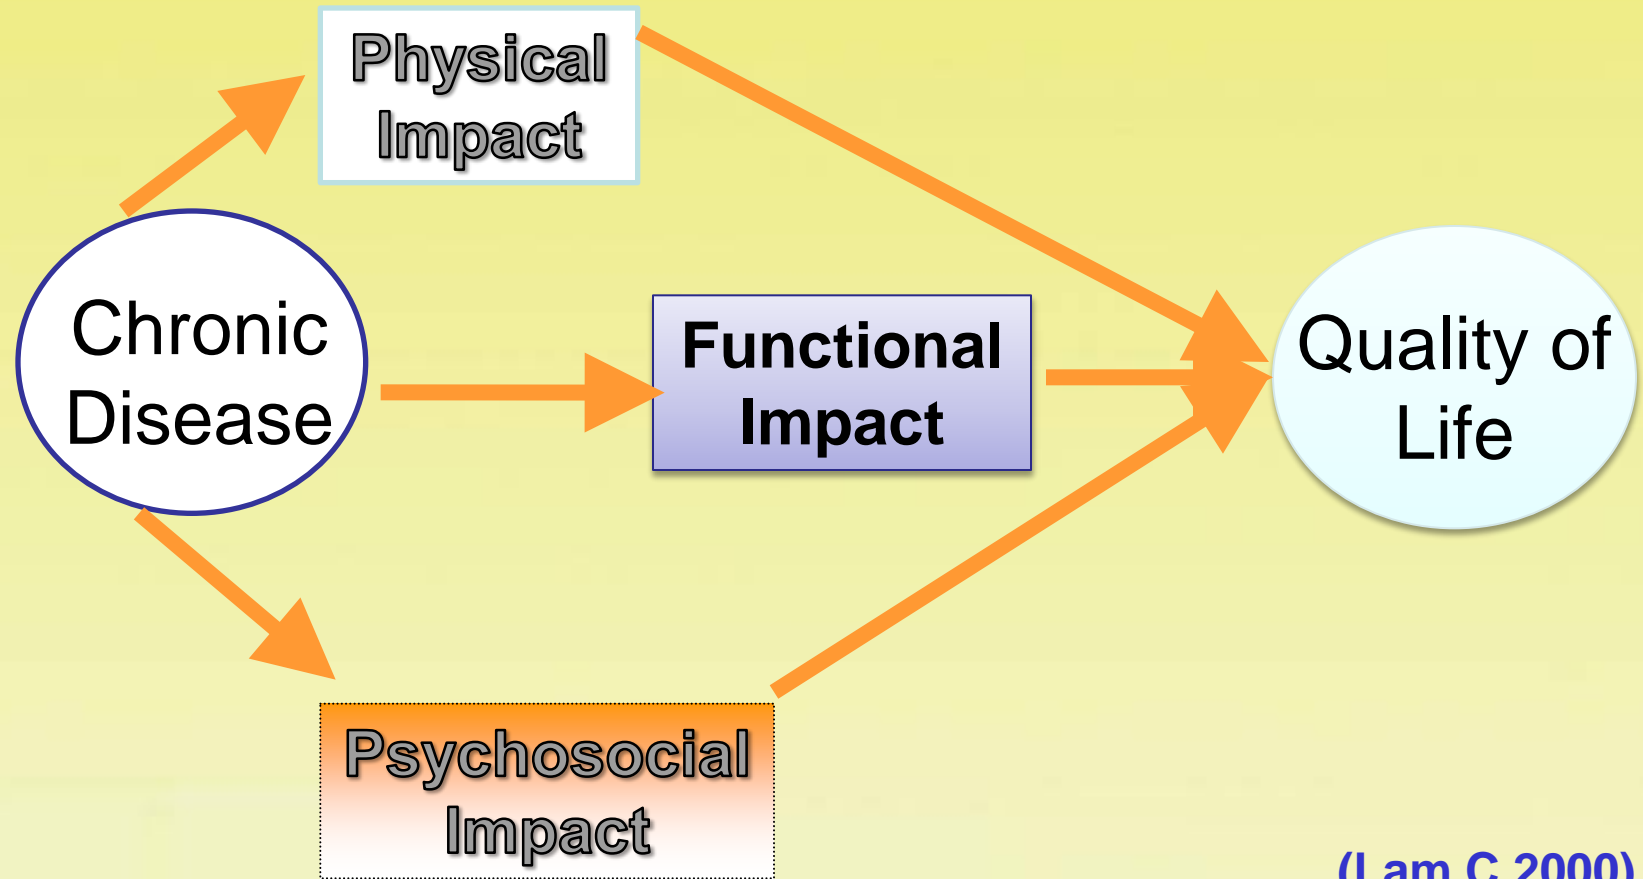 Physical
Impact
Chronic
Disease
Functional
Impact
Quality of
Life
Psychosocial
Impact
(Lam C 2000)